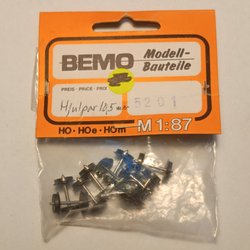 BEMO Modell-
Bauteile
PREIS · PRICE · PRIX
Hjulpar 10,5 mm
5201
HO · HOe · HOm M 1:87